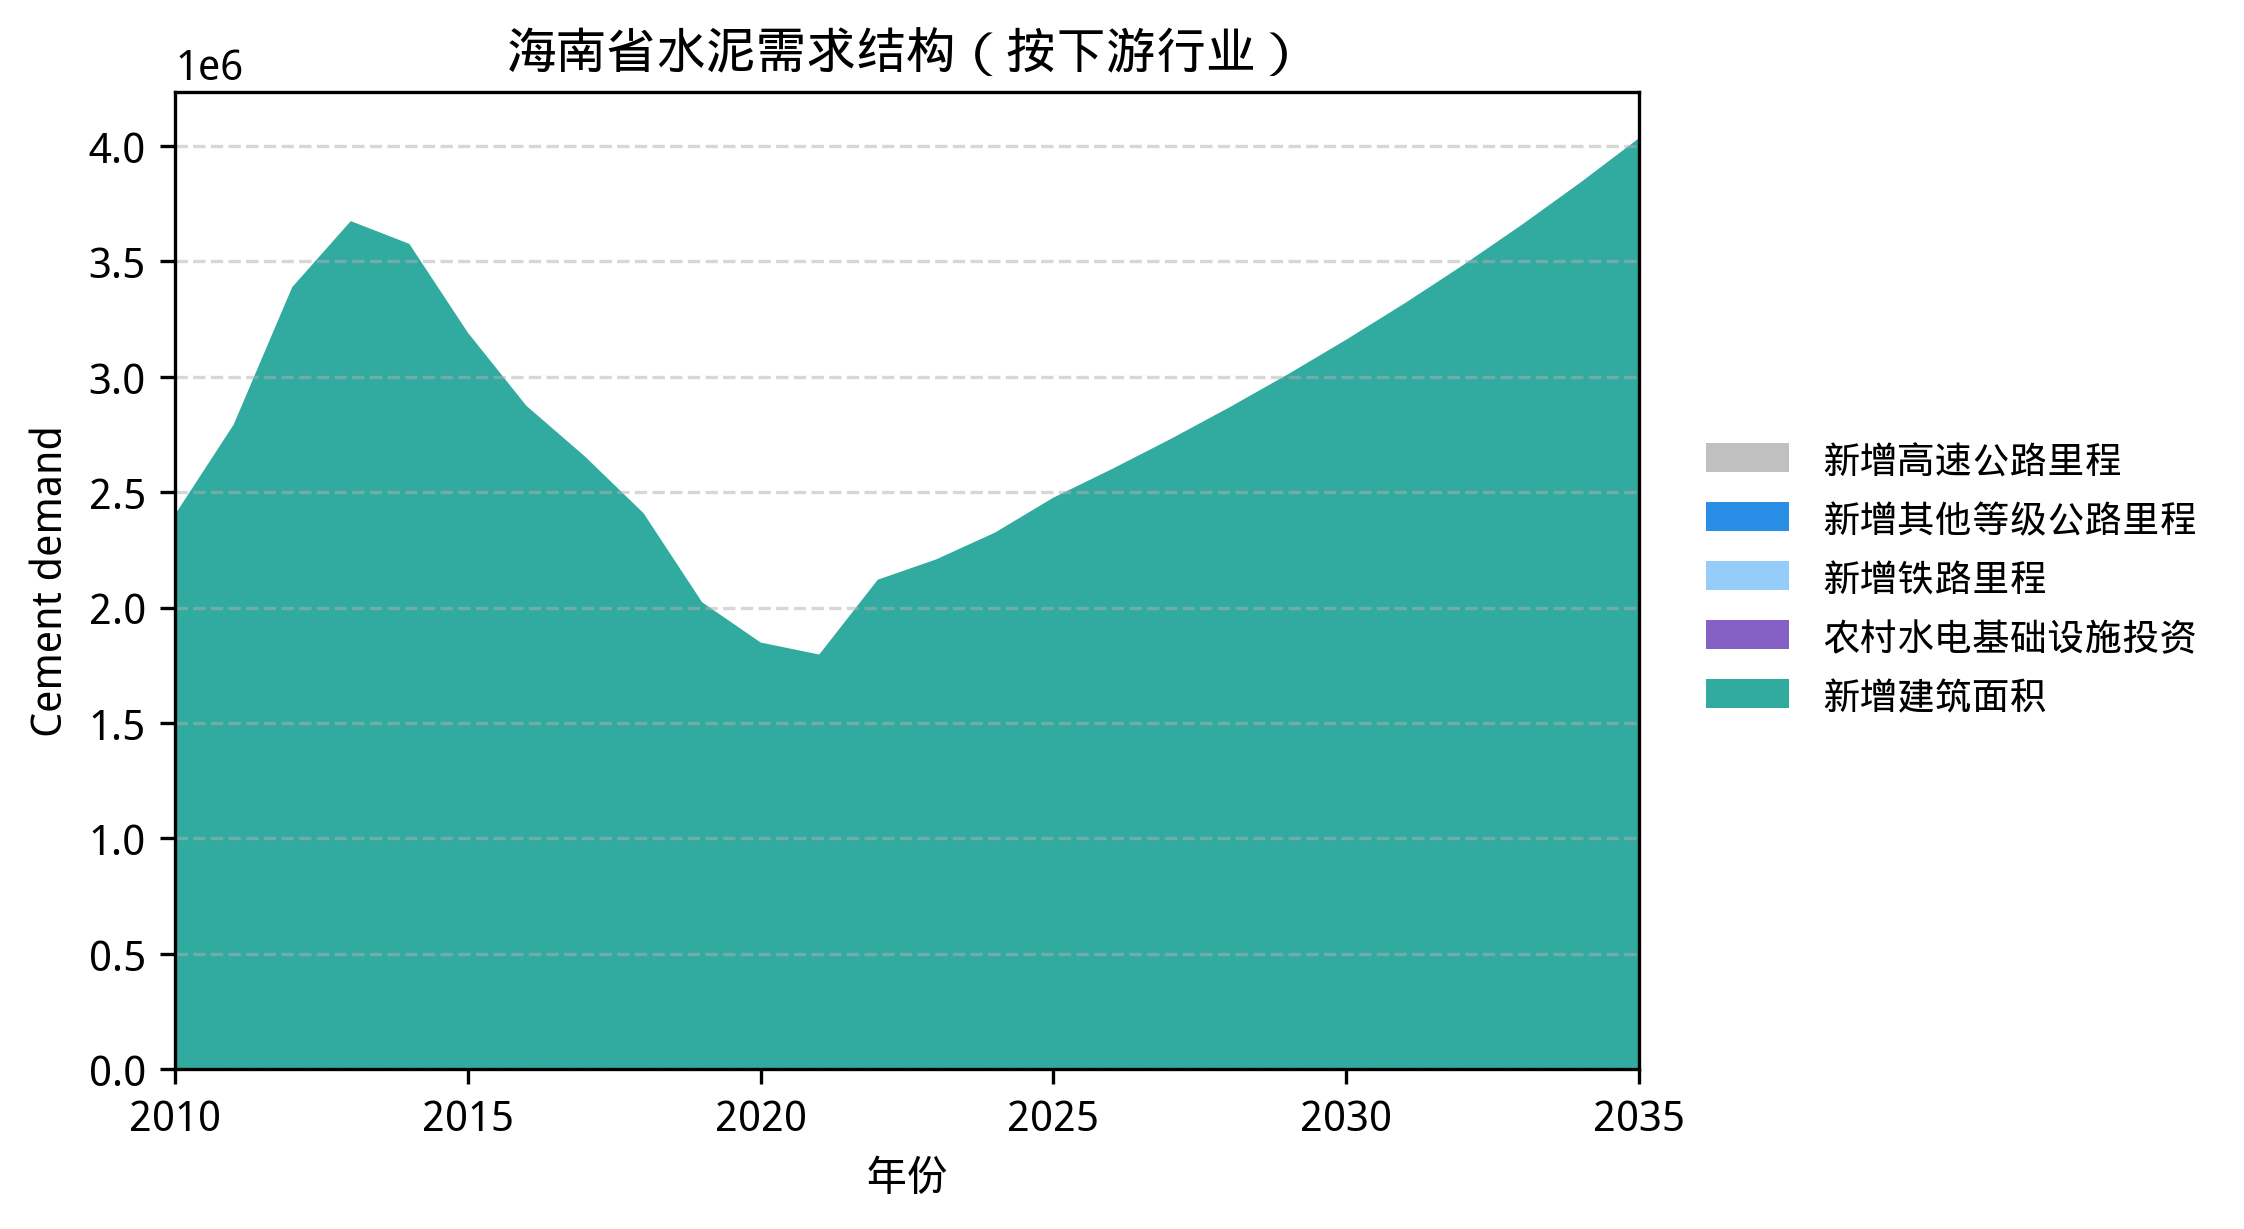 海南省水泥需求结构（按下游行业）
1e6
4.0
3.5
3.0
2.5
2.0
1.5
1.0
0.5
0.0
Cement demand
2010 2015 2020 2025 2030 2035
年份
新增高速公路里程
新增其他等级公路里程
新增铁路里程
农村水电基础设施投资
新增建筑面积